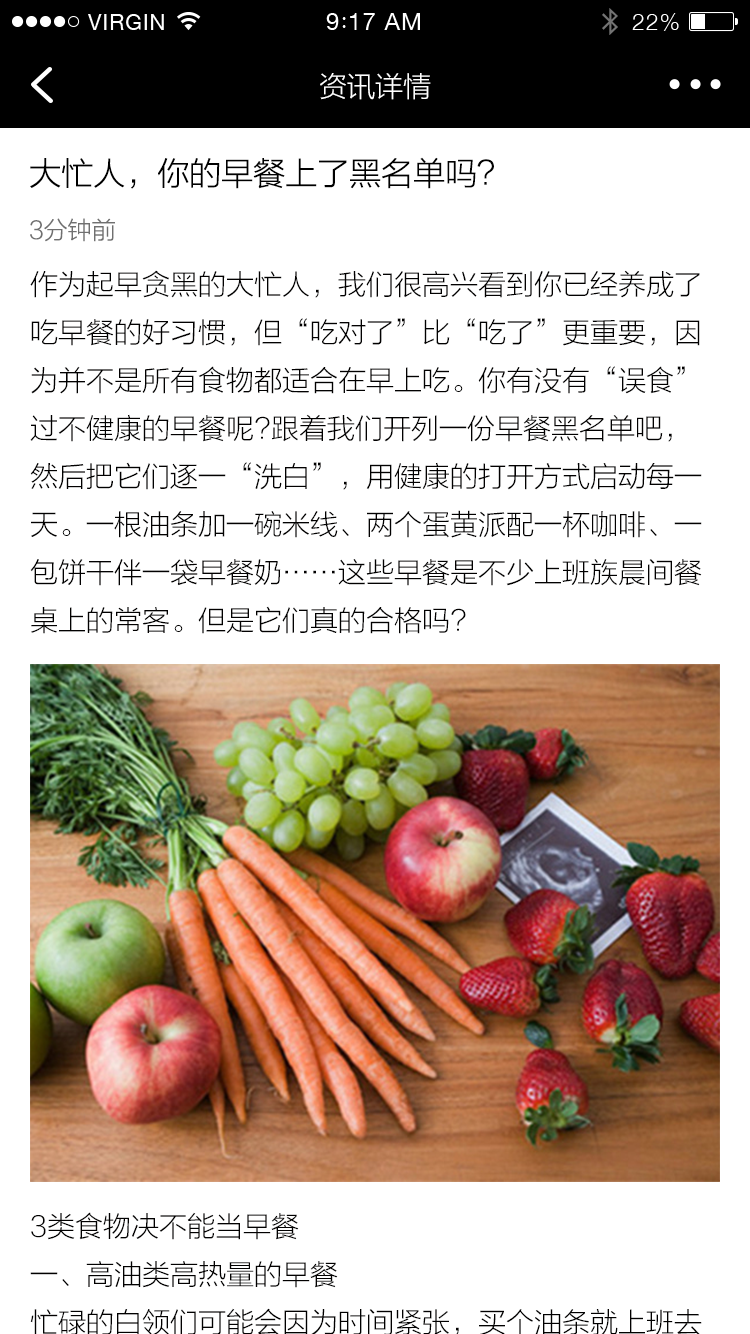 VIRGIN 9:17 AM 22%
资讯详情
大忙人，你的早餐上了黑名单吗？
3分钟前
作为起早贪黑的大忙人，我们很高兴看到你已经养成了
吃早餐的好习惯，但“吃对了”比“吃了”更重要，因
为并不是所有食物都适合在早上吃。你有没有“误食”
过不健康的早餐呢?跟着我们开列一份早餐黑名单吧，
然后把它们逐一“洗白”，用健康的打开方式启动每一
天。一根油条加一碗米线、两个蛋黄派配一杯咖啡、一
包饼干伴一袋早餐奶……这些早餐是不少上班族晨间餐
桌上的常客。但是它们真的合格吗？
3类食物决不能当早餐
一、高油类高热量的早餐
忙碌的白领们可能会因为时间紧张，买个油条就上班去